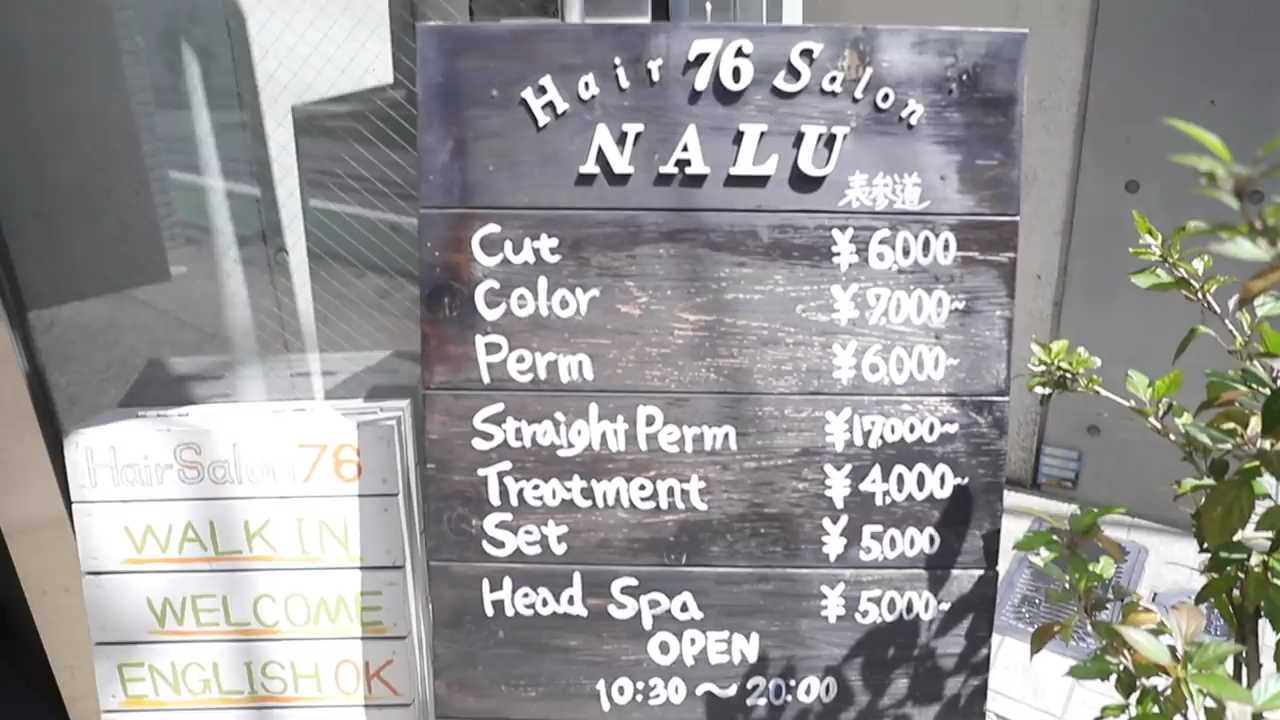 Hair 76 Salon
NALU
表参道
Cut ¥6,000
Color ¥7,000~
Perm ¥6,000~
Straight Perm ¥17,000~
Treatment ¥4,000~
Set ¥5,000
Head Spa ¥5,000~
OPEN
10:30～20:00
Hair Salon 76
WALK IN
WELCOME
ENGLISH OK